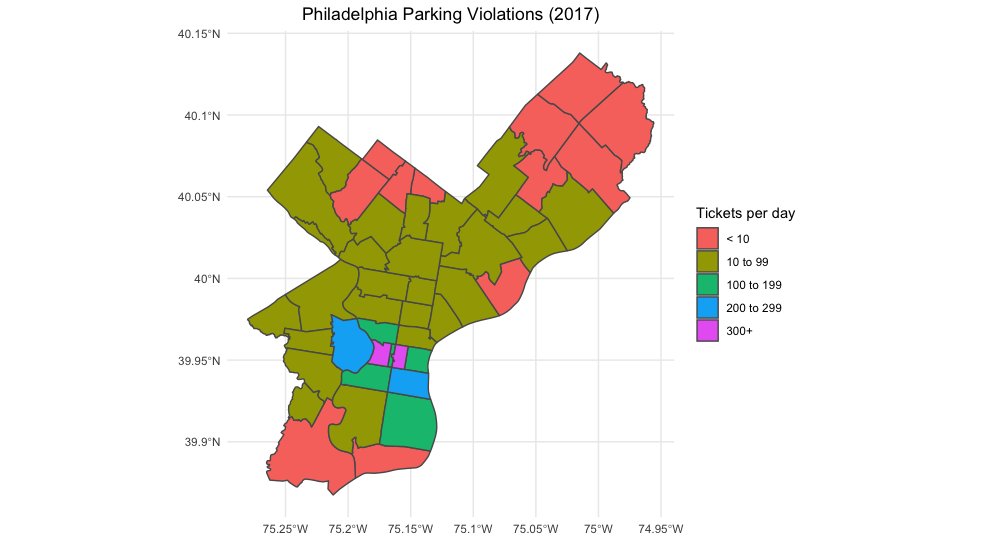 Philadelphia Parking Violations (2017)
40.15°N
40.1°N
40.05°N
40°N
39.95°N
39.9°N
75.25°W
75.2°W
75.15°W
75.1°W
75.05°W
75°W
74.95°W
Tickets per day
< 10
10 to 99
100 to 199
200 to 299
300+